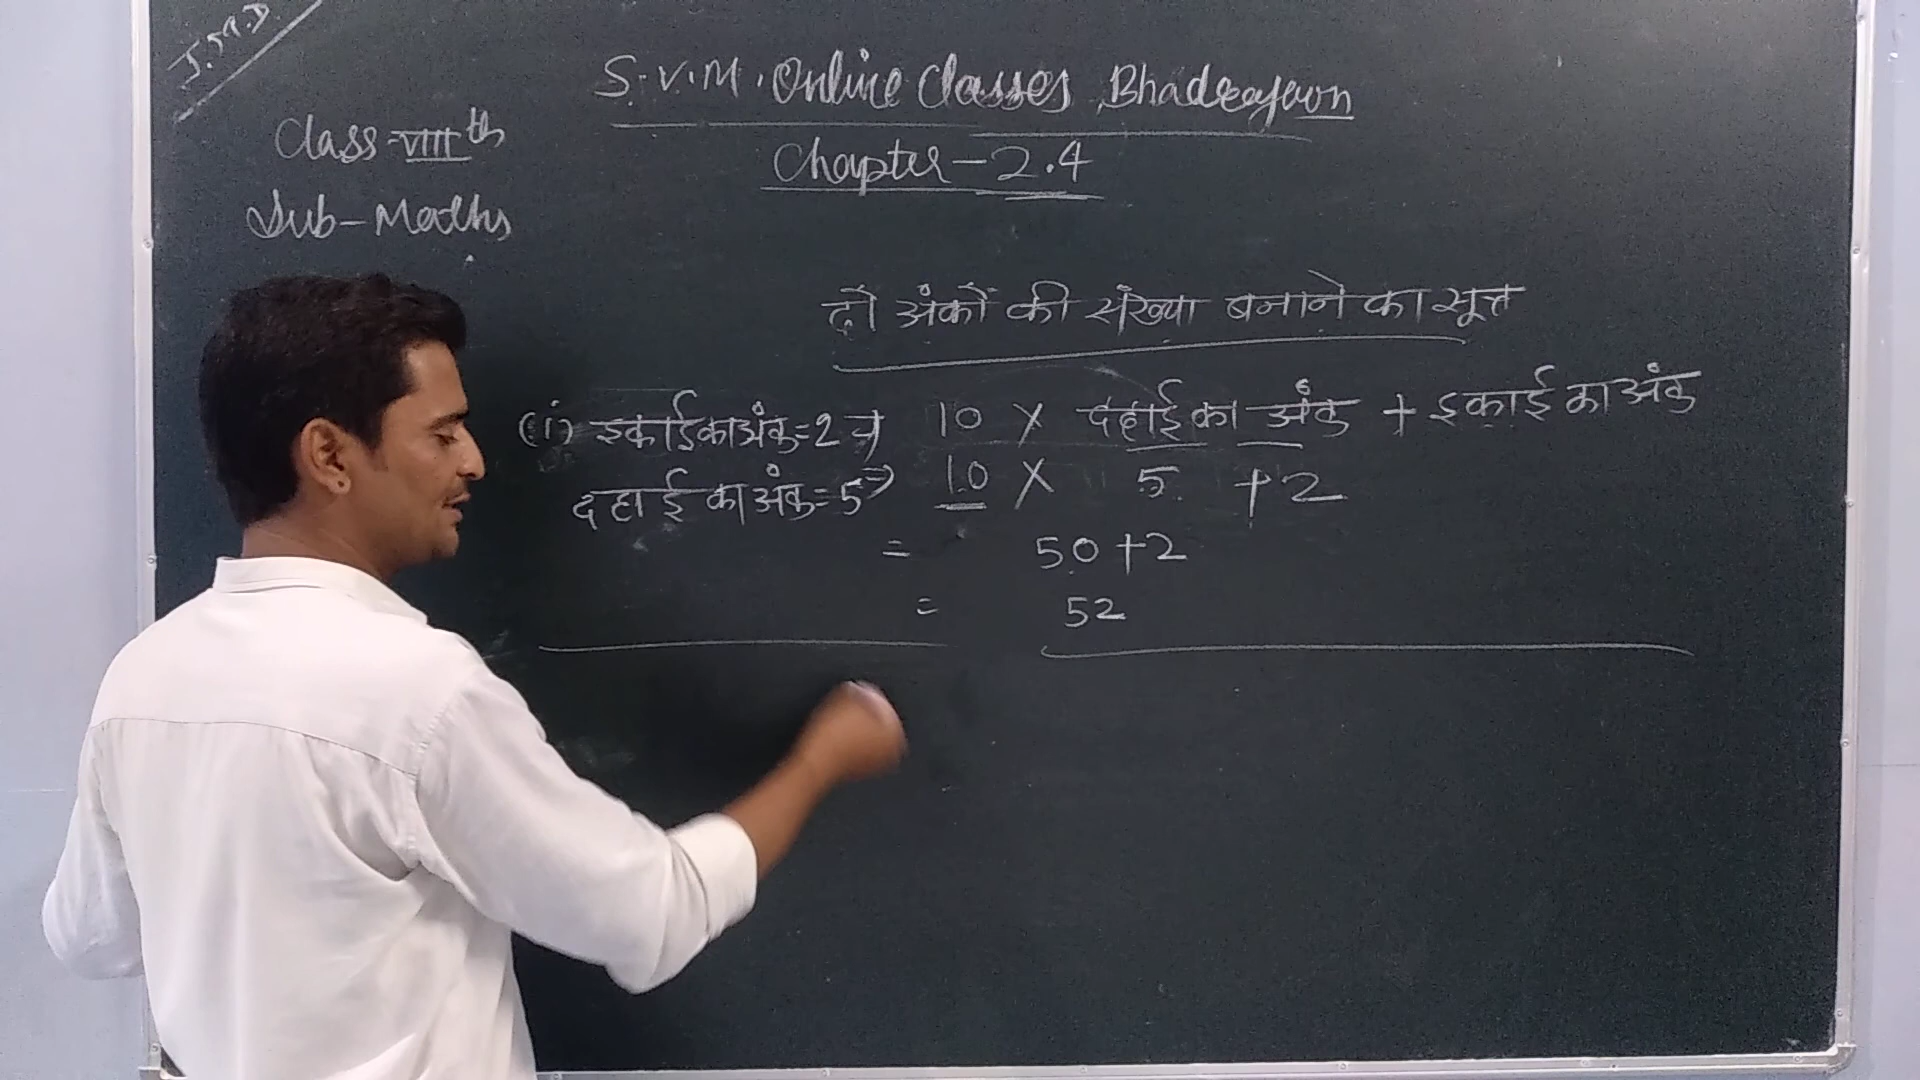 S.V.M. Online Classes, Bhadeayaon
Class-VIIIth
Chapter-2.4
Sub-Maths
दो अंकों की संख्या बनाने का सूत्र
(i) इकाई का अंक=2 → 10 × दहाई का अंक + इकाई का अंक
दहाई का अंक=5 → 10 × 5 + 2
= 50+2
= 52